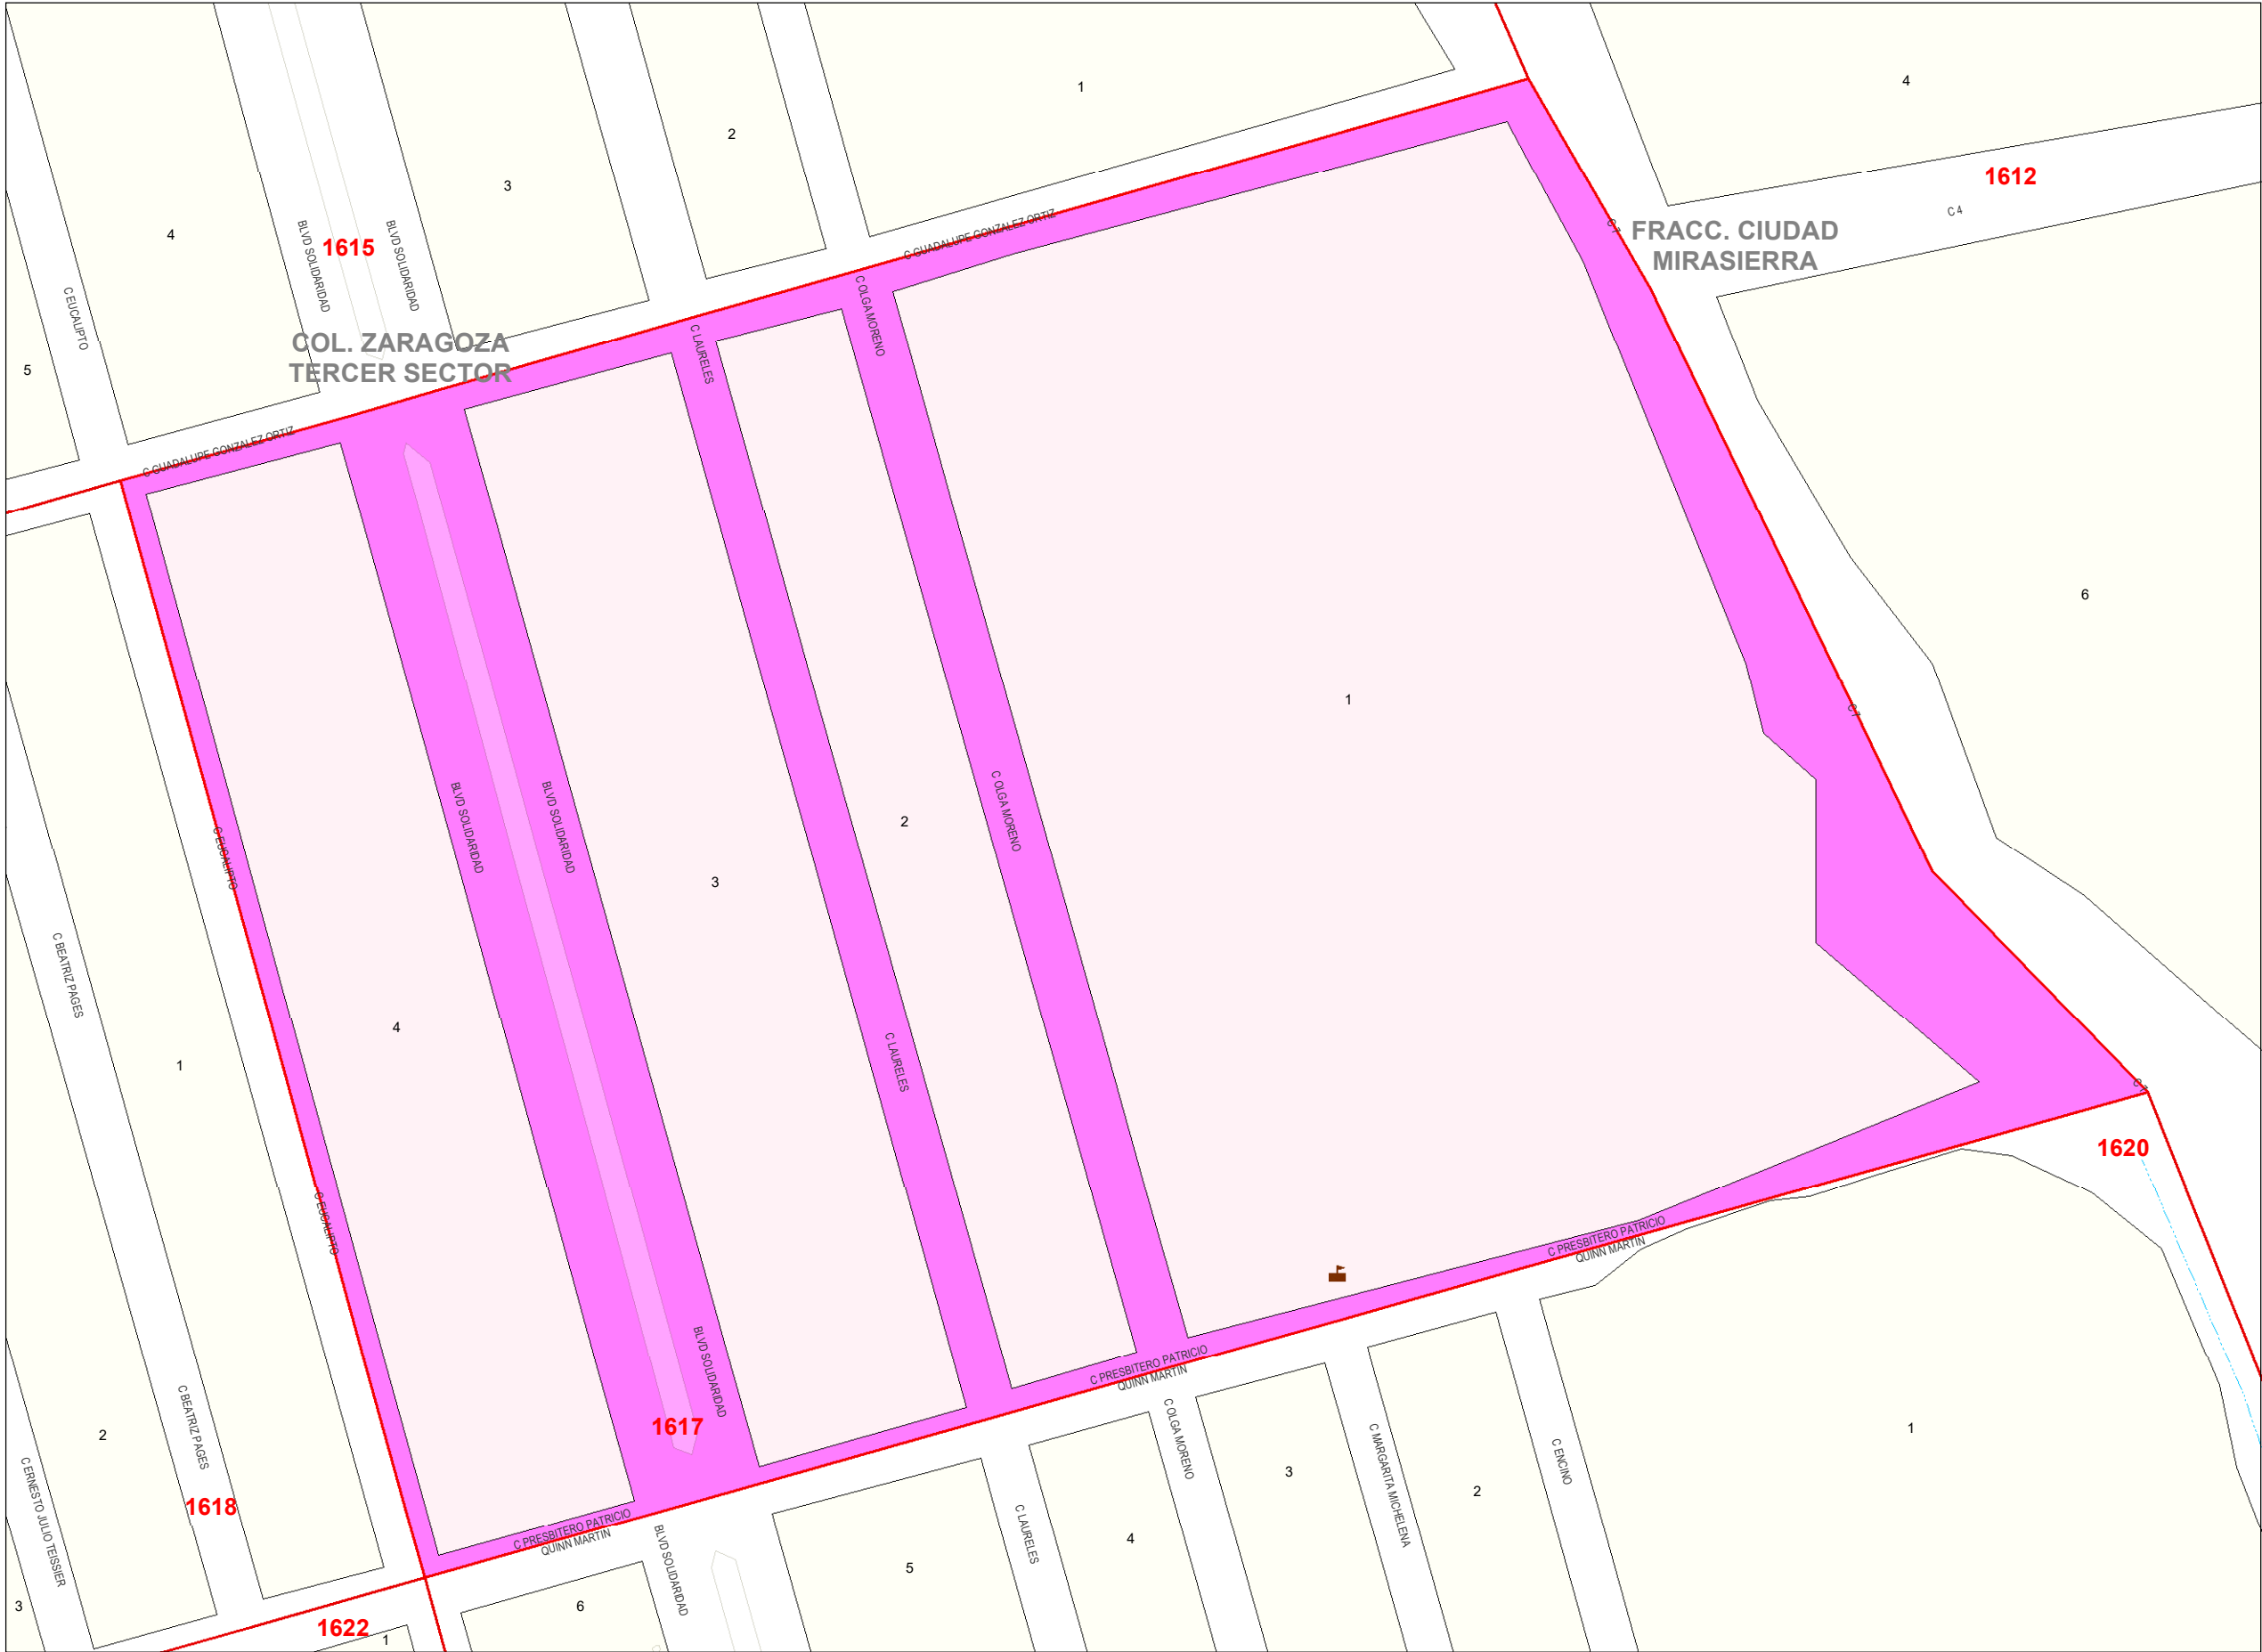 1
4
2
3
4
1612
C 4
C 1
FRACC. CIUDAD
MIRASIERRA
C GUADALUPE GONZALEZ ORTIZ
BLVD SOLIDARIDAD
1615
BLVD SOLIDARIDAD
C EUCALIPTO
C OLGA MORENO
COL. ZARAGOZA
TERCER SECTOR
C LAURELES
5
C GUADALUPE GONZALEZ ORTIZ
6
1
C 1
BLVD SOLIDARIDAD
BLVD SOLIDARIDAD
2
C OLGA MORENO
C EUCALIPTO
3
C BEATRIZ PAGES
4
1
C LAURELES
C 1
1620
C EUCALIPTO
C PRESBITERO PATRICIO
QUINN MARTIN
C PRESBITERO PATRICIO
QUINN MARTIN
BLVD SOLIDARIDAD
1617
C BEATRIZ PAGES
2
C OLGA MORENO
C MARGARITA MICHELENA
C ENCINO
1
3
2
C ERNESTO JULIO TEISSIER
1618
C PRESBITERO PATRICIO
QUINN MARTIN
BLVD SOLIDARIDAD
C LAURELES
4
5
3
6
1622
1